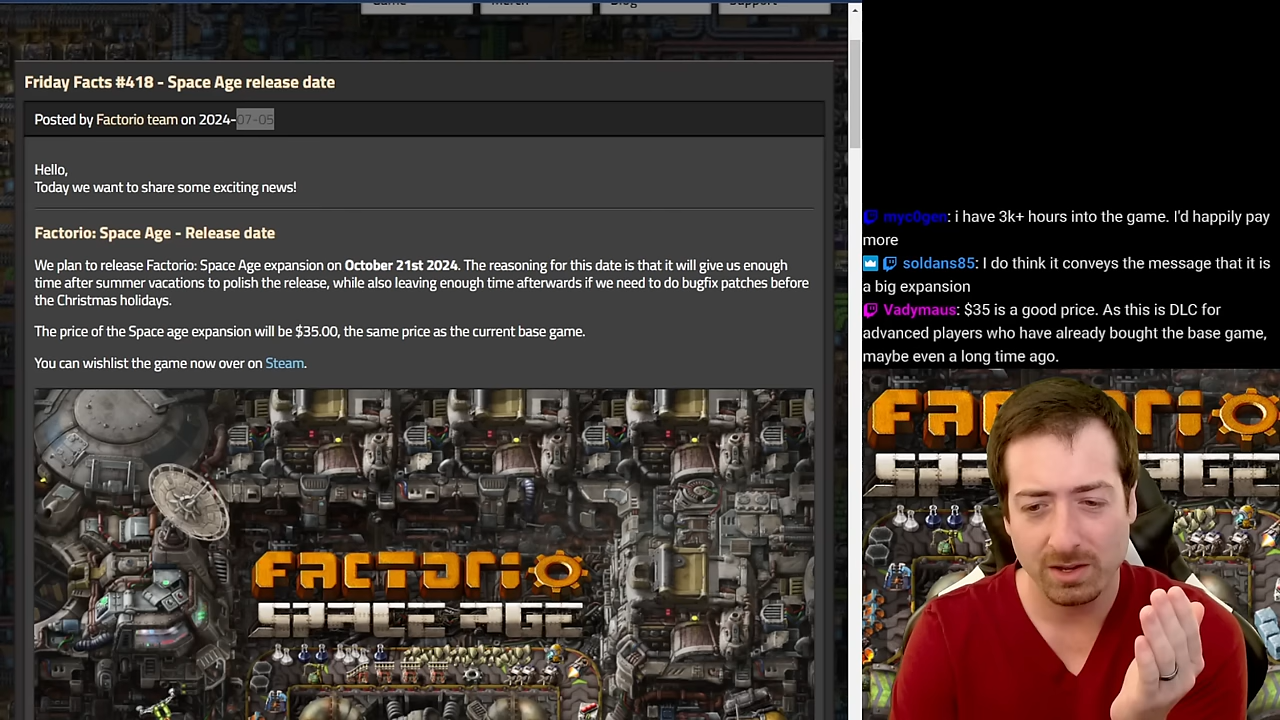 Game Merch Blog Support
Friday Facts #418 - Space Age release date
Posted by Factorio team on 2024-07-05
Hello,
Today we want to share some exciting news!
Factorio: Space Age - Release date
We plan to release Factorio: Space Age expansion on October 21st 2024. The reasoning for this date is that it will give us enough
time after summer vacations to polish the release, while also leaving enough time afterwards if we need to do bugfix patches before
the Christmas holidays.
The price of the Space age expansion will be $35.00, the same price as the current base game.
You can wishlist the game now over on Steam.
FACTORIO
SPACE AGE
myc0gen: i have 3k+ hours into the game. I'd happily pay
more
soldans85: I do think it conveys the message that it is
a big expansion
Vadymaus: $35 is a good price. As this is DLC for
advanced players who have already bought the base game,
maybe even a long time ago.